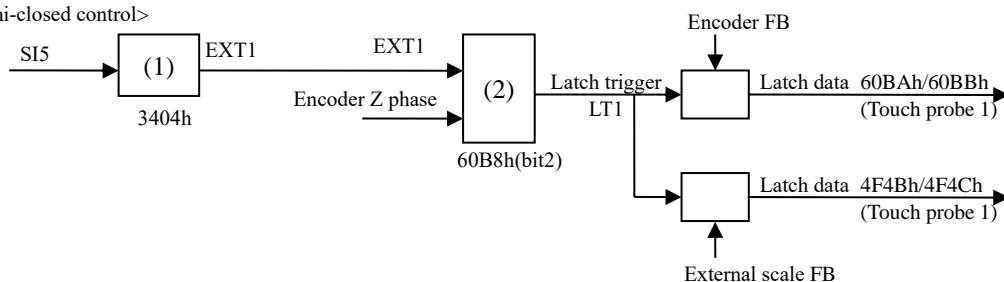 ni-closed control>
Encoder FB
SI5
(1)
EXT1
EXT1
(2)
Latch trigger
LT1
Latch data 60BAh/60BBh
(Touch probe 1)
Encoder Z phase
3404h
60B8h(bit2)
Latch data 4F4Bh/4F4Ch
(Touch probe 1)
External scale FB